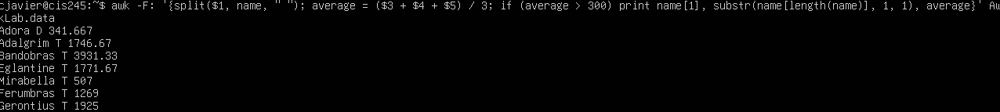 cjavier@cis245:~$ awk -F: '{split($1, name, " "); average = ($3 + $4 + $5) / 3; if (average > 300) print name[1], substr(name[length(name)], 1, 1), average}' Aw
kLab.data
Adora D 341.667
Adalgrim T 1746.67
Bandobras T 3931.33
Eglantine T 1771.67
Mirabella T 507
Ferumbras T 1269
Gerontius T 1925